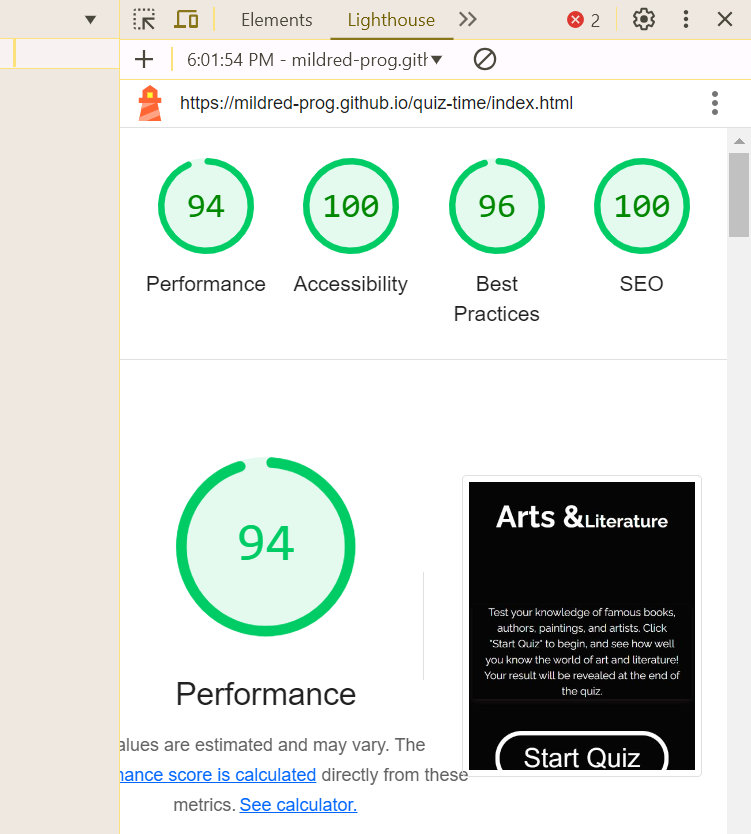 Elements Lighthouse 2
6:01:54 PM - mildred-prog.gith
https://mildred-prog.github.io/quiz-time/index.html
94 100 96 100
Performance Accessibility Best Practices SEO
94
Arts &Literature
Test your knowledge of famous books,
authors, paintings, and artists. Click
"Start Quiz" to begin, and see how well
you know the world of art and literature!
Your result will be revealed at the end of
the quiz.
Start Quiz
Performance
alues are estimated and may vary. The
nance score is calculated directly from these
metrics. See calculator.